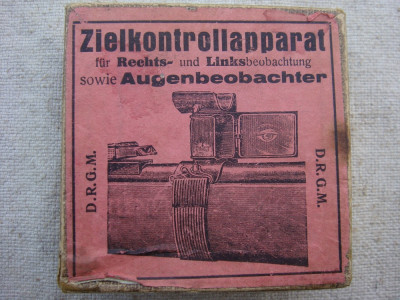 Zielkontrollapparat
für Rechts- und Linksbeobachtung
sowie Augenbeobachter
D.R.G.M.
D.R.G.M.